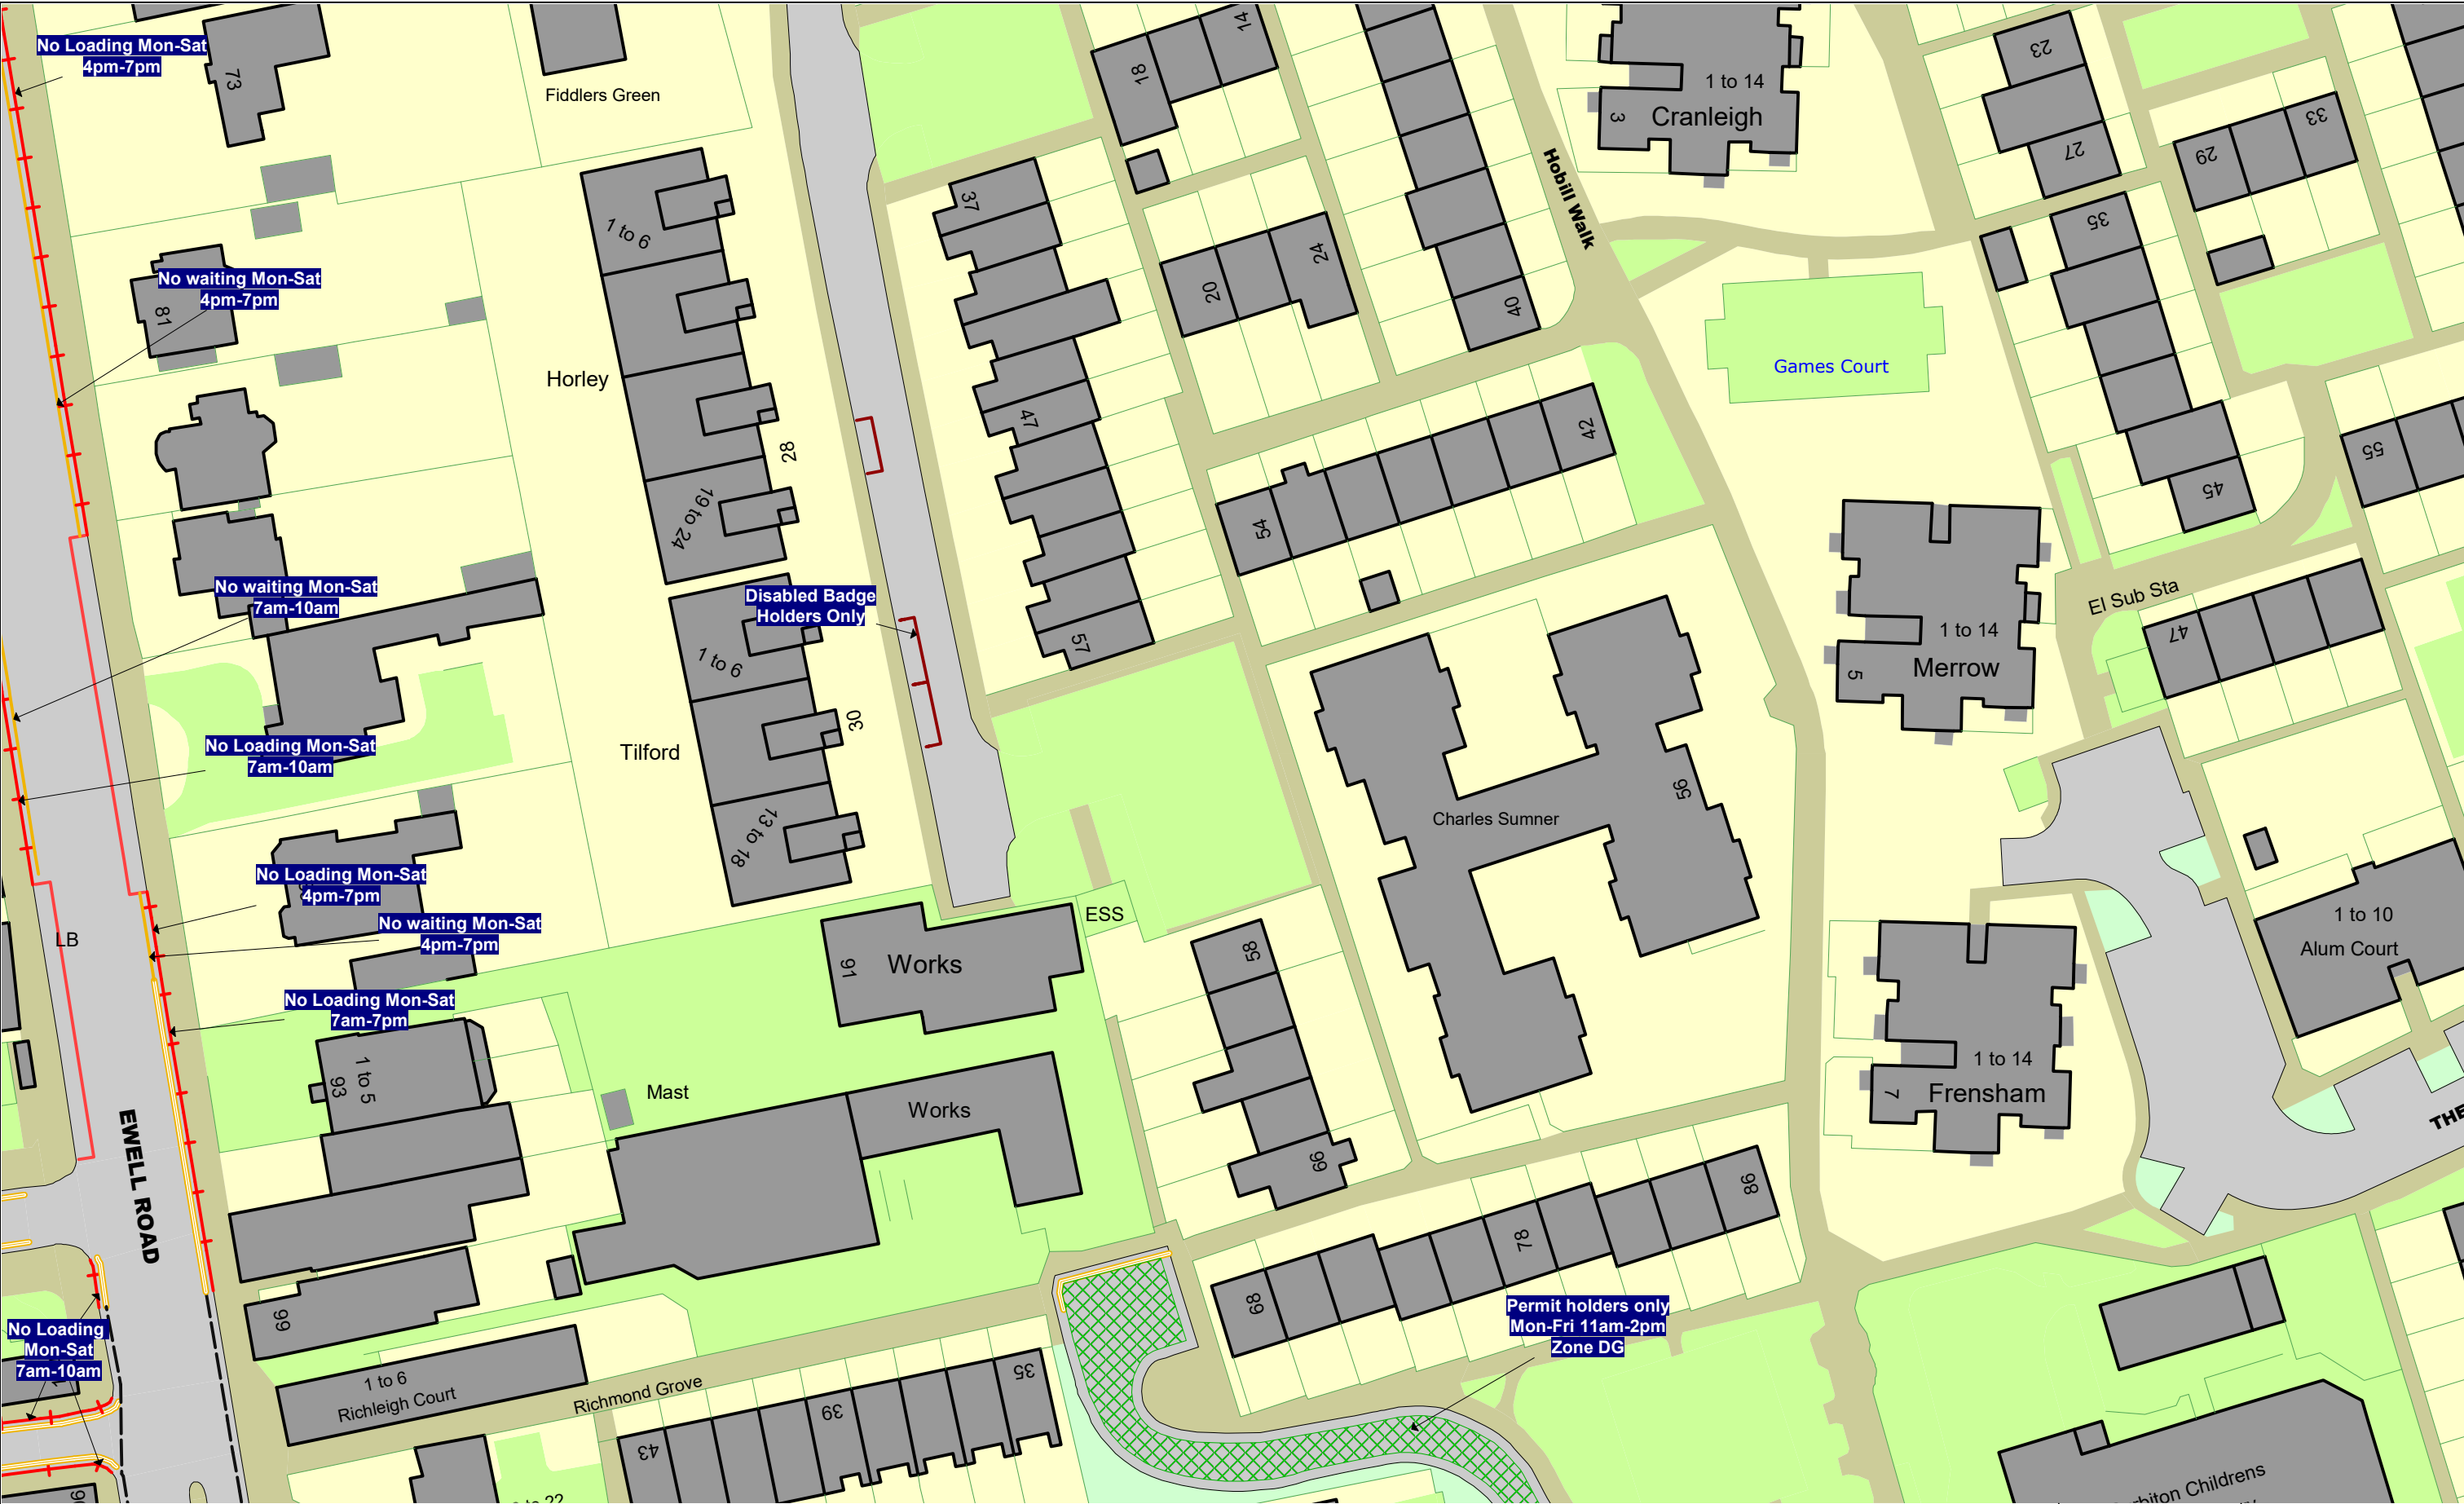 No Loading Mon-Sat
4pm-7pm
73
Fiddlers Green
14
18
1 to 14
3
Cranleigh
23
27
29
33
Hobill Walk
37
1 to 6
35
20
24
40
No waiting Mon-Sat
4pm-7pm
81
Horley
28
47
42
Games Court
54
55
45
19 to 24
No waiting Mon-Sat
7am-10am
Disabled Badge
Holders Only
57
1 to 6
El Sub Sta
47
1 to 14
5
Merrow
Tilford
30
No Loading Mon-Sat
7am-10am
56
Charles Sumner
13 to 18
No Loading Mon-Sat
4pm-7pm
ESS
1 to 10
Alum Court
LB
No waiting Mon-Sat
4pm-7pm
91
Works
58
No Loading Mon-Sat
7am-7pm
1 to 5
93
Mast
Works
1 to 14
7
Frensham
THE
EWELL ROAD
66
86
78
68
99
No Loading
Mon-Sat
7am-10am
Permit holders only
Mon-Fri 11am-2pm
Zone DG
1 to 6
Richleigh Court
Richmond Grove
35
39
43
to 22
Childrens